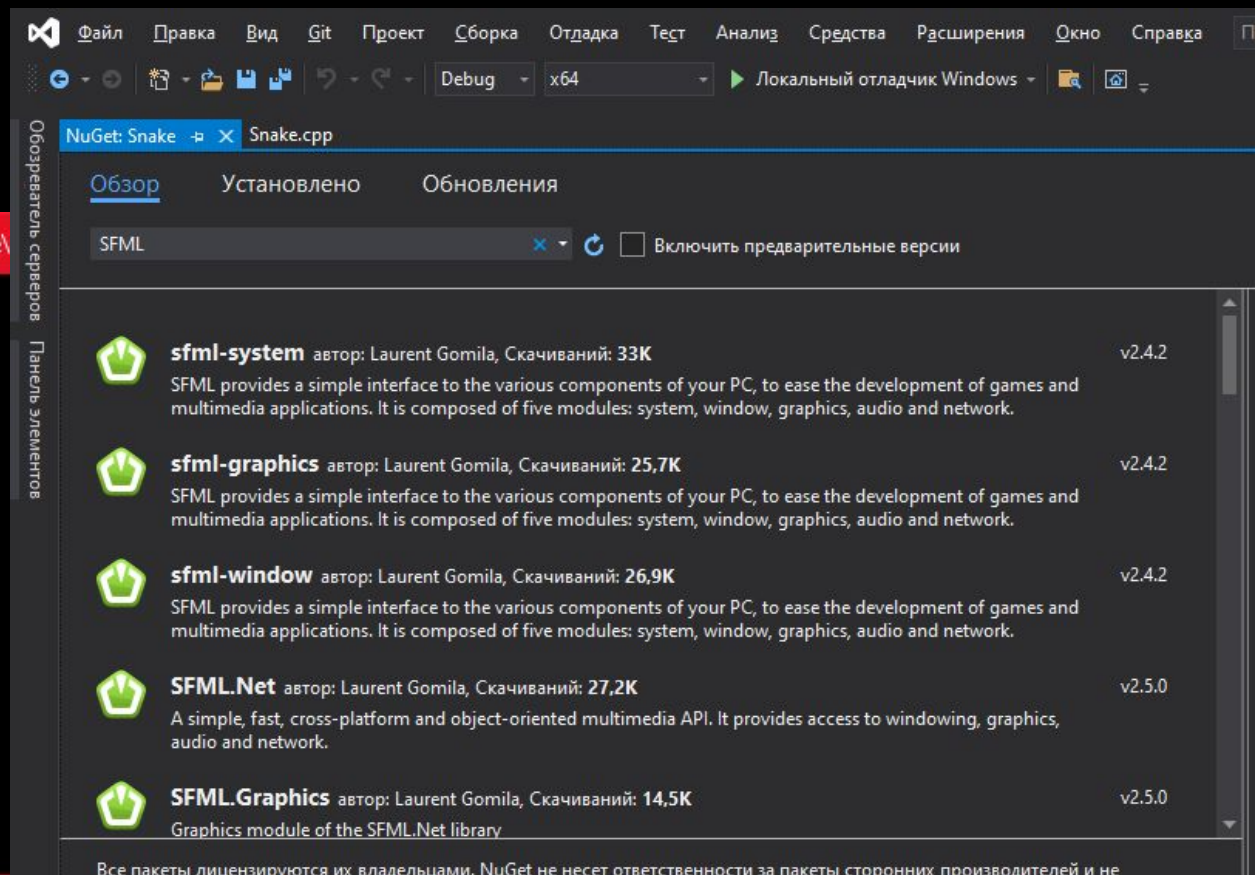 Файл Правка Вид Git Проект Сборка Отладка Тест Анализ Средства Расширения Окно Справка
Debug x64 Локальный отладчик Windows
Обозреватель серверов
Панель элементов
NuGet: Snake Snake.cpp
Обзор Установлено Обновления
SFML Включить предварительные версии
sfml-system автор: Laurent Gomila, Скачиваний: 33K v2.4.2
SFML provides a simple interface to the various components of your PC, to ease the development of games and
multimedia applications. It is composed of five modules: system, window, graphics, audio and network.
sfml-graphics автор: Laurent Gomila, Скачиваний: 25,7K v2.4.2
SFML provides a simple interface to the various components of your PC, to ease the development of games and
multimedia applications. It is composed of five modules: system, window, graphics, audio and network.
sfml-window автор: Laurent Gomila, Скачиваний: 26,9K v2.4.2
SFML provides a simple interface to the various components of your PC, to ease the development of games and
multimedia applications. It is composed of five modules: system, window, graphics, audio and network.
SFML.Net автор: Laurent Gomila, Скачиваний: 27,2K v2.5.0
A simple, fast, cross-platform and object-oriented multimedia API. It provides access to windowing, graphics,
audio and network.
SFML.Graphics автор: Laurent Gomila, Скачиваний: 14,5K v2.5.0
Graphics module of the SFML.Net library
Все пакеты лицензируются их владельцами. NuGet не несет ответственности за пакеты сторонних производителей и не